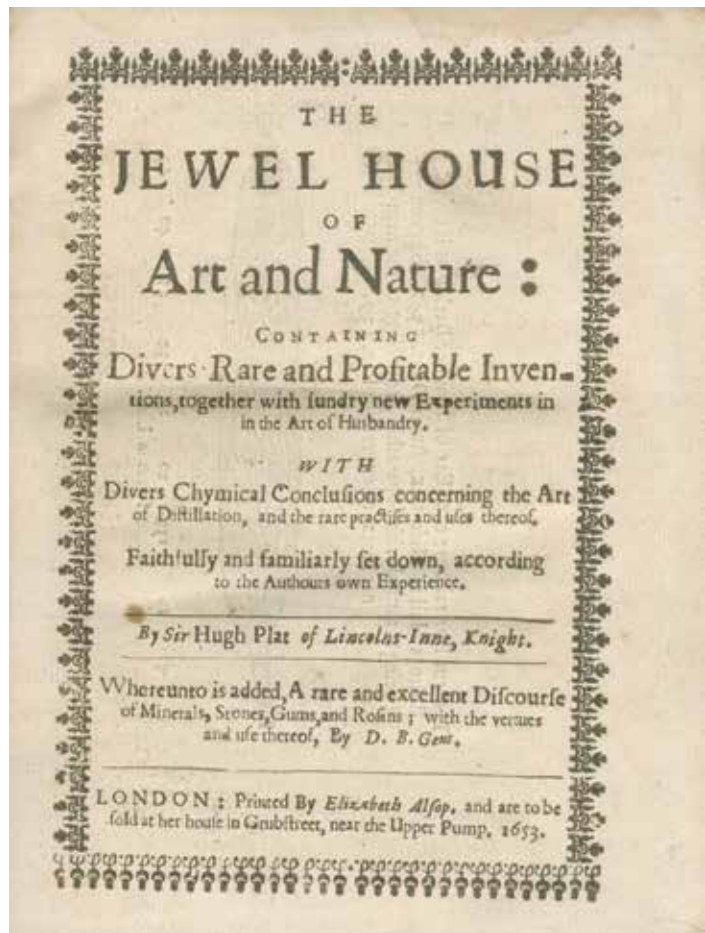 THE
JEWEL HOUSE
OF
Art and Nature:
CONTAINING
Divers Rare and Profitable Inven-
tions, together with ſundry new Experiments in
in the Art of Husbandry.
WITH
Divers Chymical Concluſions concerning the Art
of Diſtillation, and the rare practiſes and uſes thereof.
Faithfully and familiarly ſet down, according
to the Authours own Experience.
By Sir Hugh Plat of Lincolns-Inne, Knight.
Whereunto is added, A rare and excellent Diſcourſe
of Minerals, Stones, Gums, and Roſins; with the vertues
and uſe thereof, By D. B. Gent.
LONDON: Printed By Elizabeth Alſop, and are to be
ſold at her houſe in Grubſtreet, near the Upper Pump. 1653.